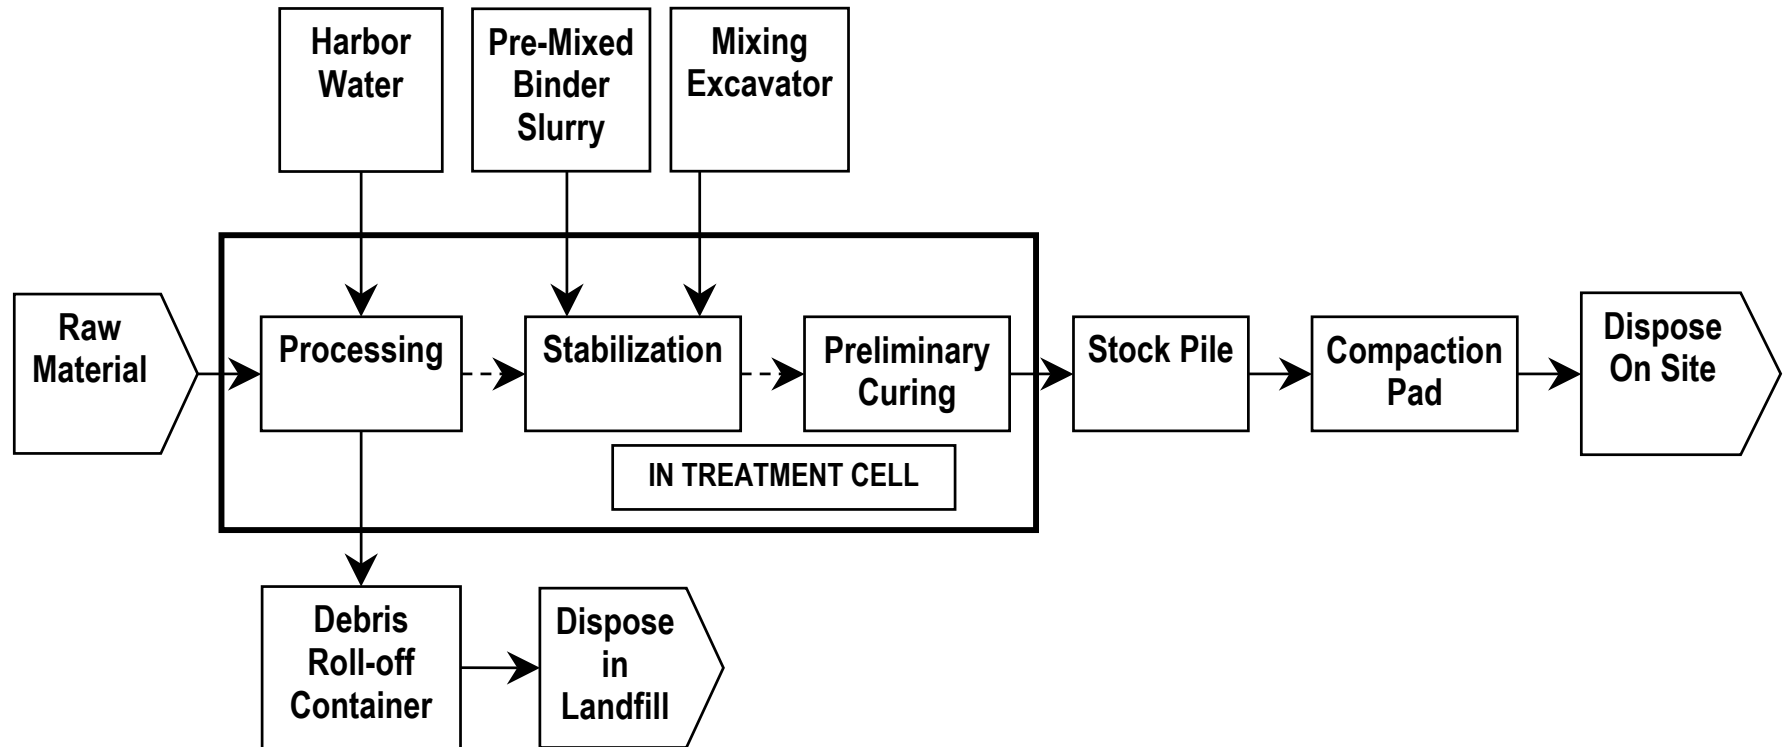 Harbor
Water
Pre-Mixed
Binder
Slurry
Mixing
Excavator
Raw
Material
Processing
Stabilization
Preliminary
Curing
Stock Pile
Compaction
Pad
Dispose
On Site
IN TREATMENT CELL
Debris
Roll-off
Container
Dispose
in
Landfill